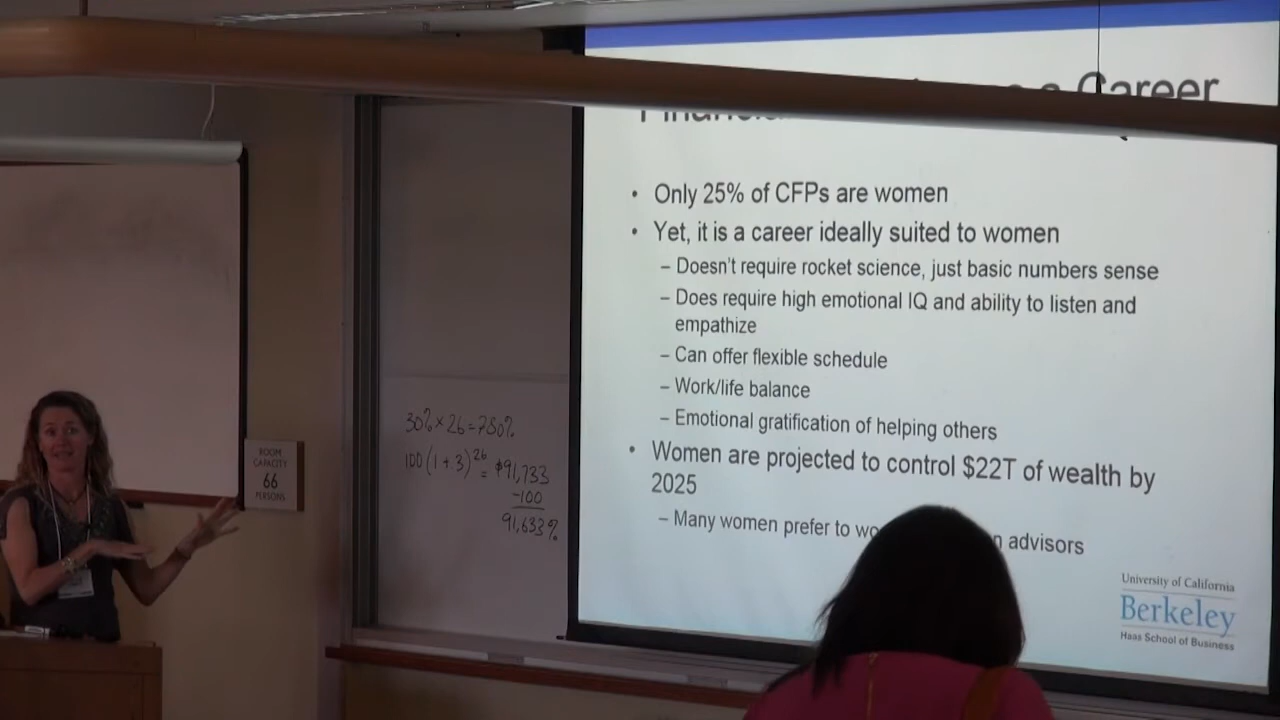 30% × 26 = 780%
100(1 + .3)^26 = $91,733
-100
91,633%
ROOM
CAPACITY
66
PERSONS
Career
• Only 25% of CFPs are women
• Yet, it is a career ideally suited to women
– Doesn't require rocket science, just basic numbers sense
– Does require high emotional IQ and ability to listen and
empathize
– Can offer flexible schedule
– Work/life balance
– Emotional gratification of helping others
• Women are projected to control $22T of wealth by
2025
– Many women prefer to advisors
University of California
Berkeley
Haas School of Business